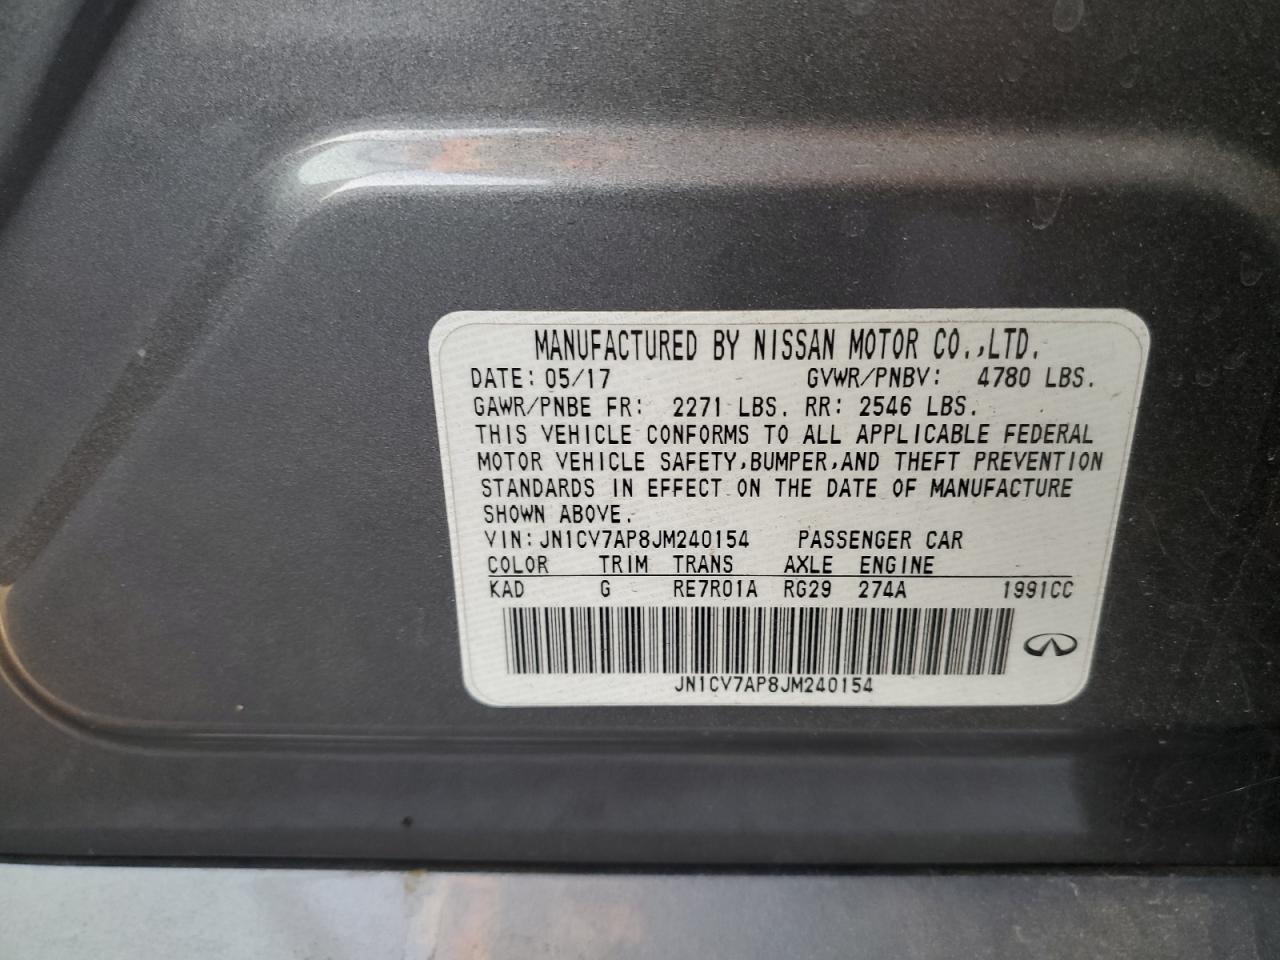 MANUFACTURED BY NISSAN MOTOR CO.,LTD.
DATE: 05/17 GVWR/PNBV: 4780 LBS.
GAWR/PNBE FR: 2271 LBS. RR: 2546 LBS.
THIS VEHICLE CONFORMS TO ALL APPLICABLE FEDERAL
MOTOR VEHICLE SAFETY,BUMPER,AND THEFT PREVENTION
STANDARDS IN EFFECT ON THE DATE OF MANUFACTURE
SHOWN ABOVE.
VIN: JN1CV7AP8JM240154 PASSENGER CAR
COLOR TRIM TRANS AXLE ENGINE
KAD G RE7R01A RG29 274A 1991CC
JN1CV7AP8JM240154